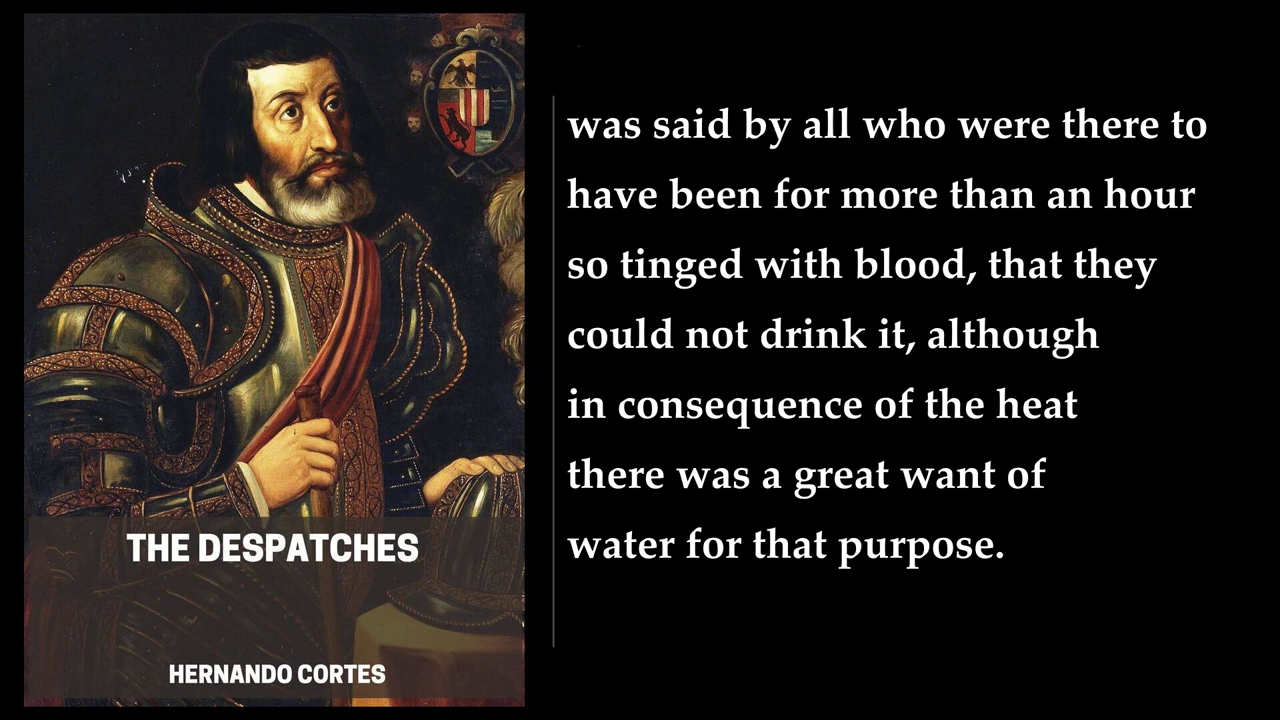 THE DESPATCHES
HERNANDO CORTES
was said by all who were there to
have been for more than an hour
so tinged with blood, that they
could not drink it, although
in consequence of the heat
there was a great want of
water for that purpose.